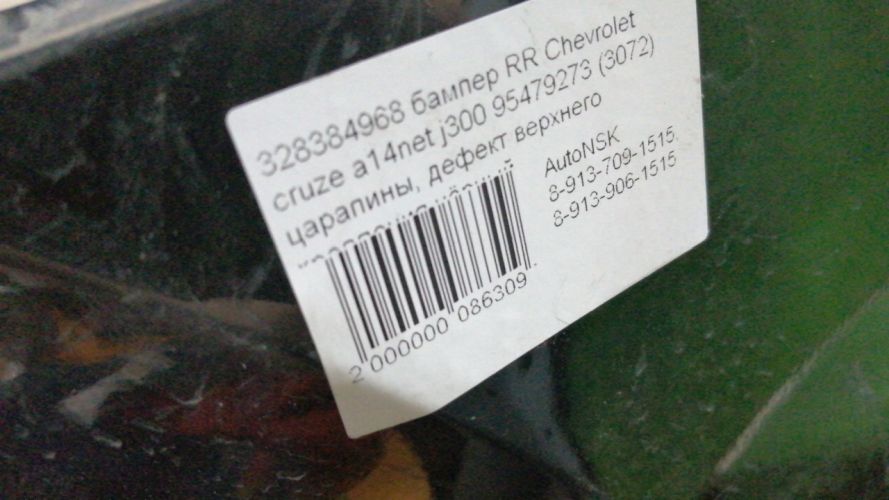 328384968 бампер RR Chevrolet
cruze a14net j300 95479273 (3072)
царапины, дефект верхнего
AutoNSK
8-913-709-1515,
8-913-906-1515
2 000000 086309